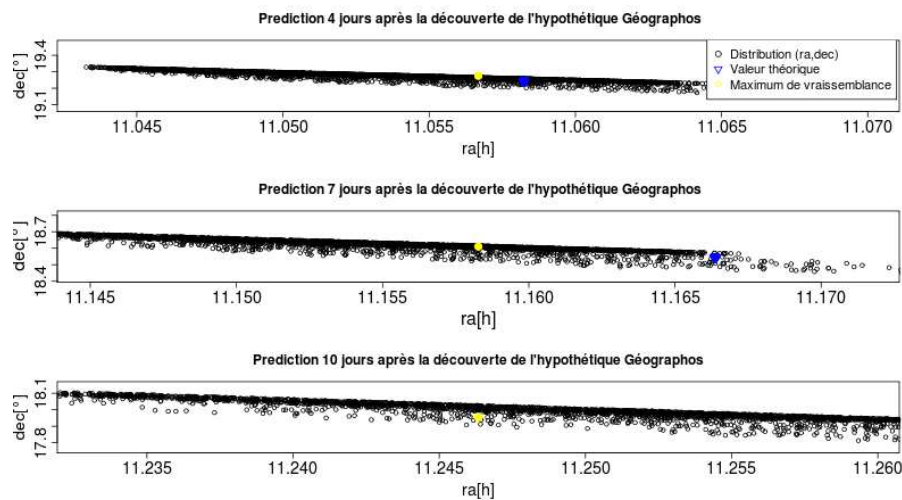 Prediction 4 jours après la découverte de l'hypothétique Géographos
dec[°]
19.4
19.1
Distribution (ra,dec)
Valeur théorique
Maximum de vraissemblance
11.045 11.050 11.055 11.060 11.065 11.070
ra[h]
Prediction 7 jours après la découverte de l'hypothétique Géographos
dec[°]
18.7
18.4
11.145 11.150 11.155 11.160 11.165 11.170
ra[h]
Prediction 10 jours après la découverte de l'hypothétique Géographos
dec[°]
18.1
17.8
11.235 11.240 11.245 11.250 11.255 11.260
ra[h]